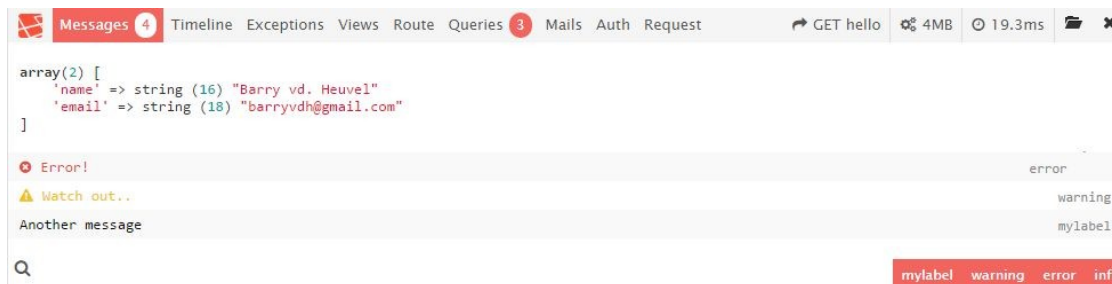 Messages 4 Timeline Exceptions Views Route Queries 3 Mails Auth Request GET hello 4MB 19.3ms
array(2) [
'name' => string (16) "Barry vd. Heuvel"
'email' => string (18) "barryvdh@gmail.com"
]
Error! error
Watch out.. warning
Another message mylabel
mylabel warning error inf